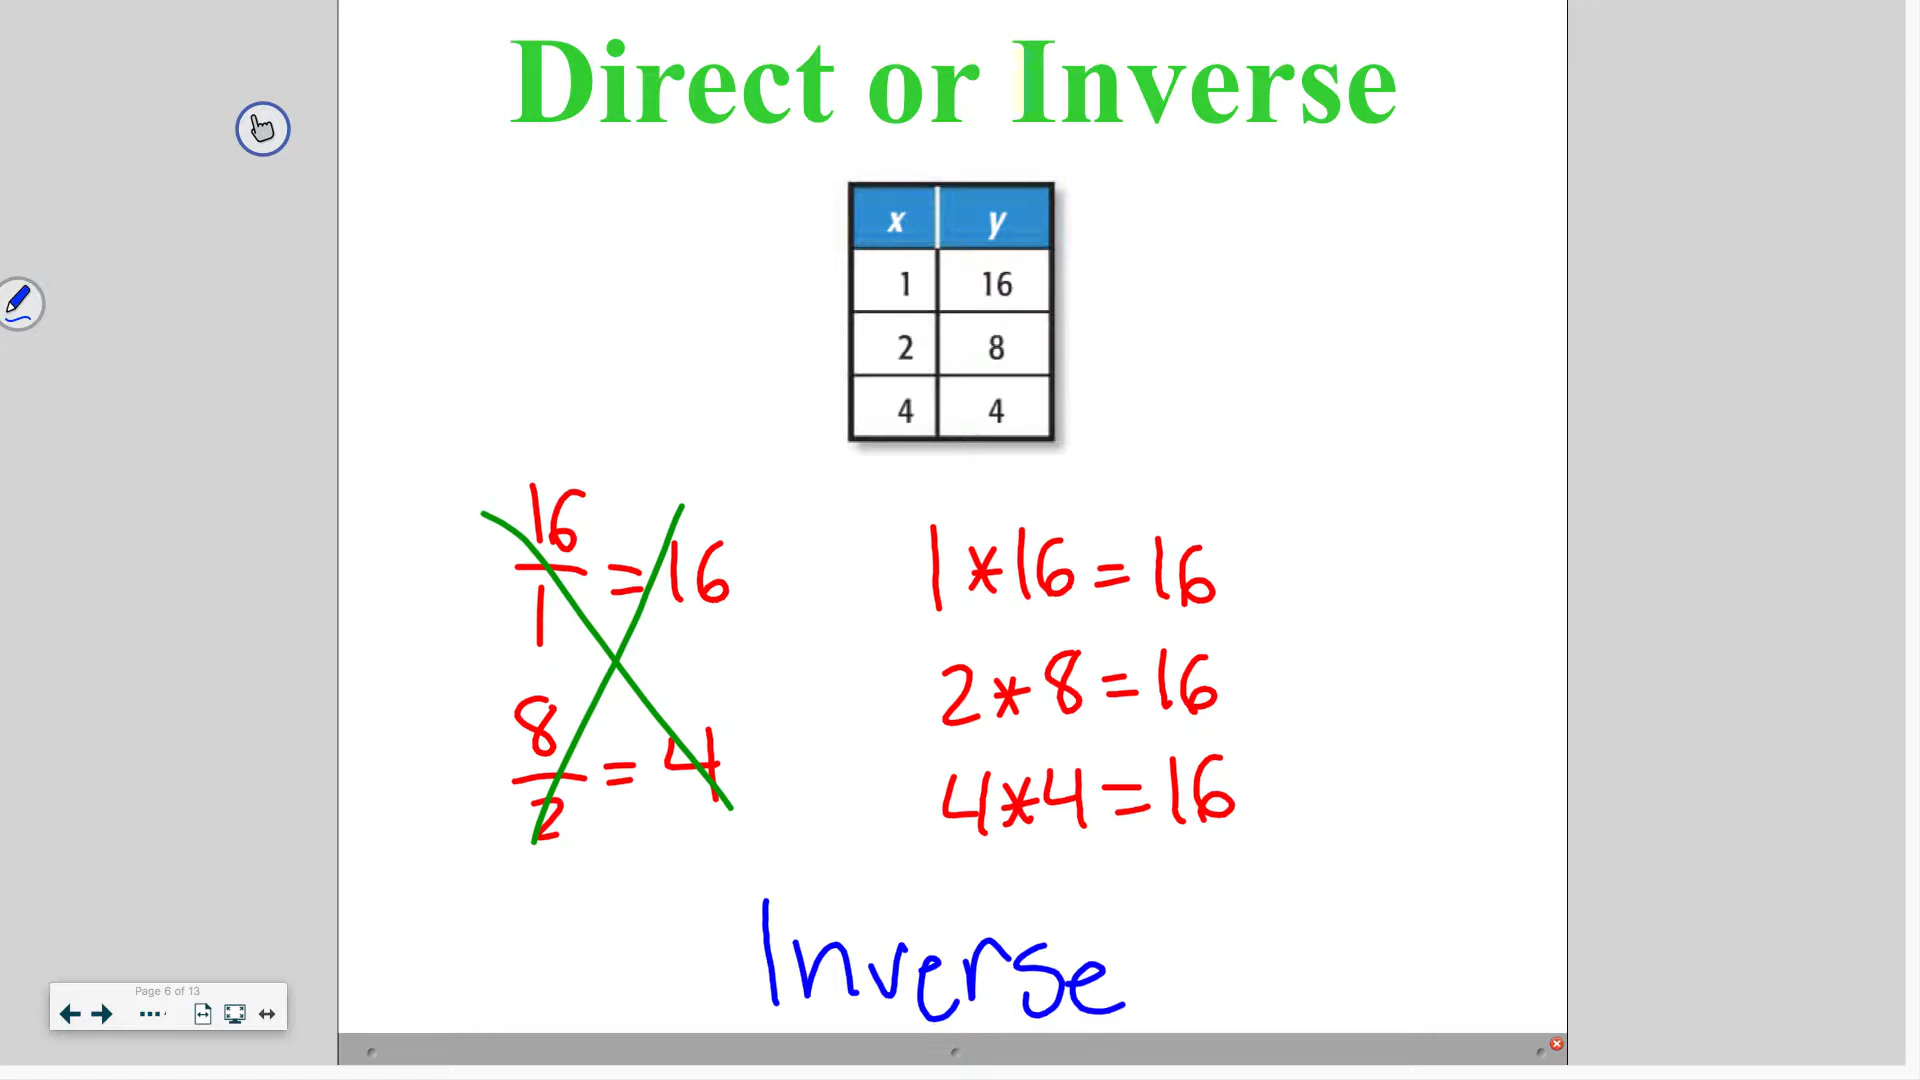 Direct or Inverse
x y
1 16
2 8
4 4
16/1 = 16
8/2 = 4
1 * 16 = 16
2 * 8 = 16
4 * 4 = 16
Inverse
Page 6 of 13